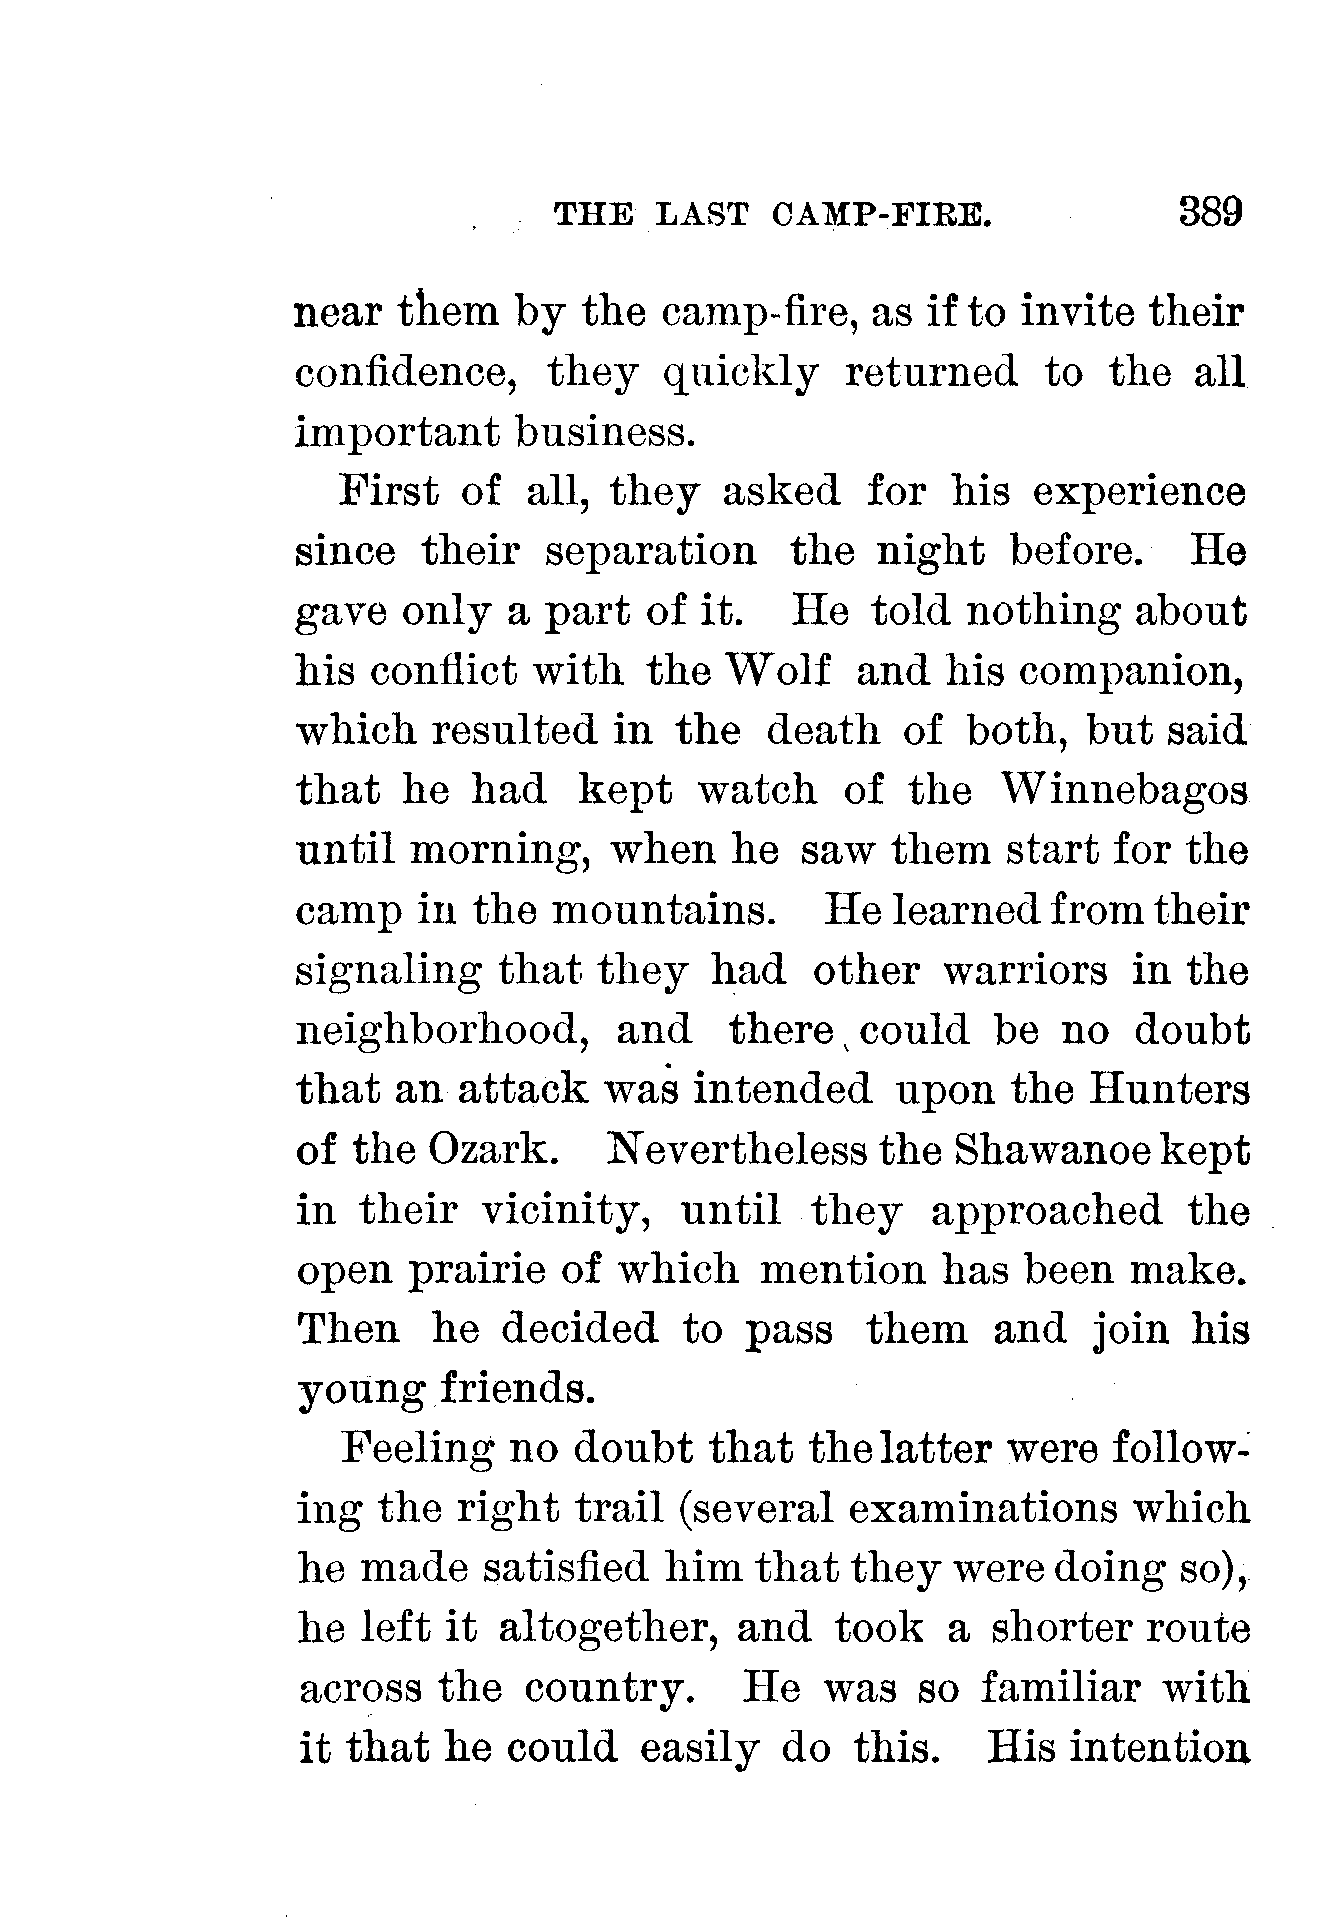 THE LAST CAMP-FIRE. 389
near them by the camp-fire, as if to invite their
confidence, they quickly returned to the all
important business.
First of all, they asked for his experience
since their separation the night before. He
gave only a part of it. He told nothing about
his conflict with the Wolf and his companion,
which resulted in the death of both, but said
that he had kept watch of the Winnebagos
until morning, when he saw them start for the
camp in the mountains. He learned from their
signaling that they had other warriors in the
neighborhood, and there could be no doubt
that an attack was intended upon the Hunters
of the Ozark. Nevertheless the Shawanoe kept
in their vicinity, until they approached the
open prairie of which mention has been make.
Then he decided to pass them and join his
young friends.
Feeling no doubt that the latter were follow-
ing the right trail (several examinations which
he made satisfied him that they were doing so),
he left it altogether, and took a shorter route
across the country. He was so familiar with
it that he could easily do this. His intention